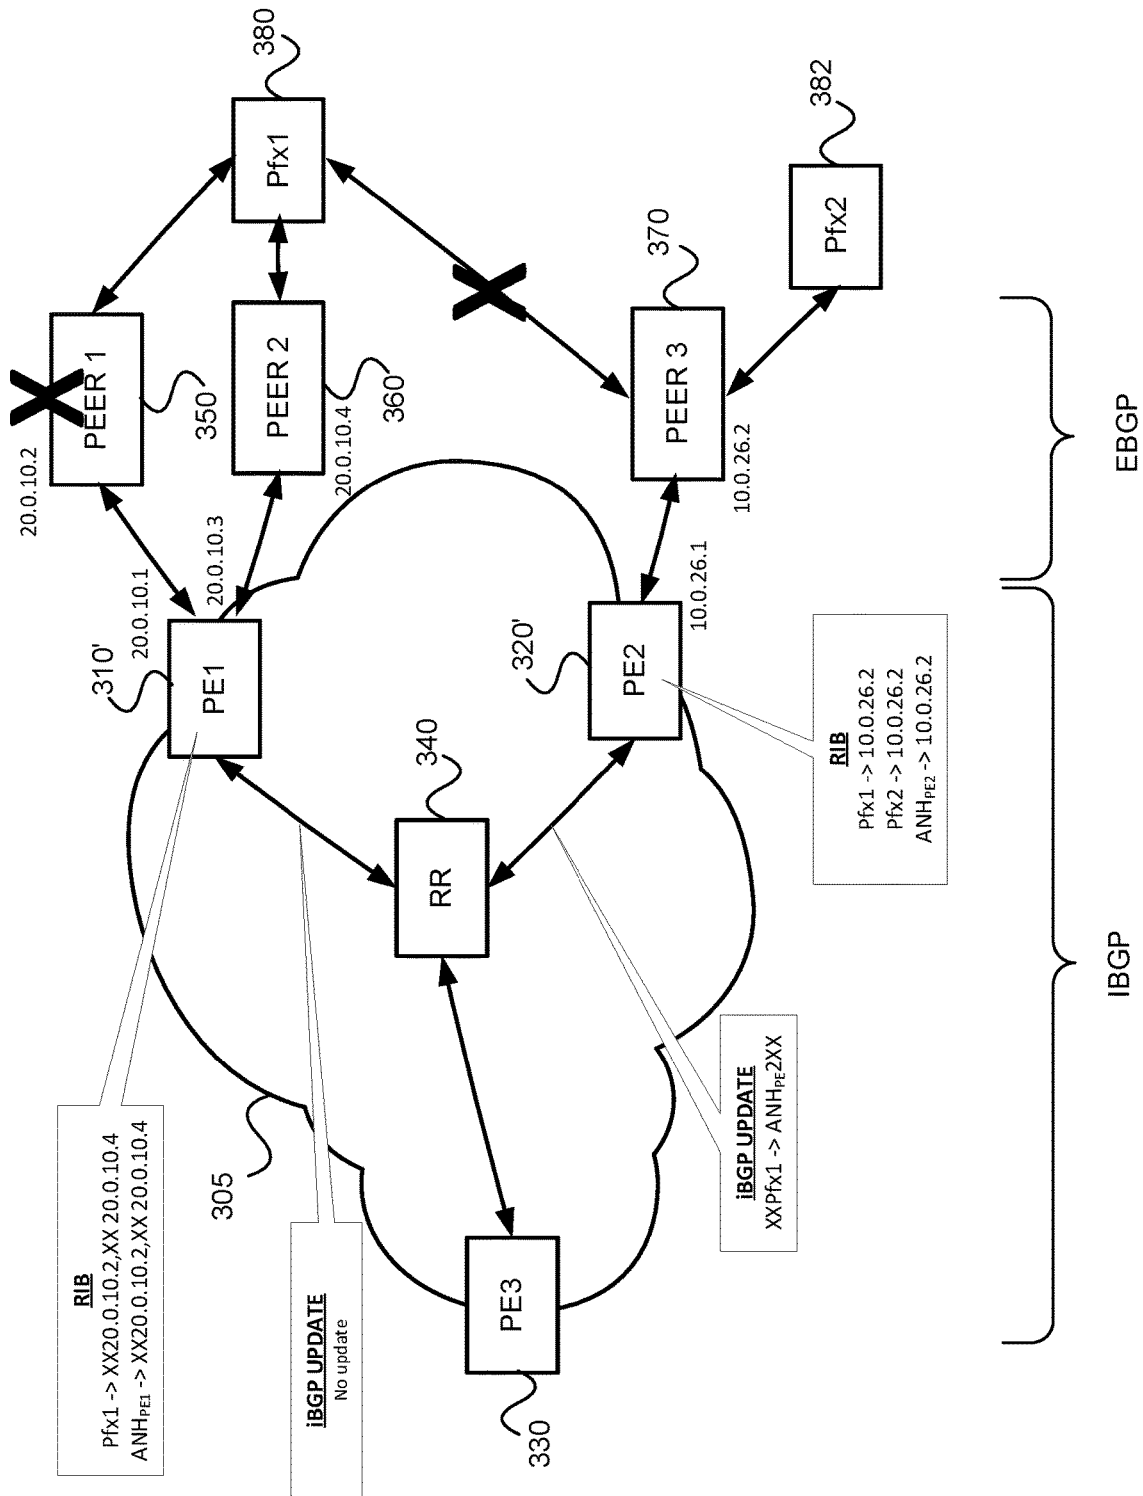 RIB
Pfx1 -> XX20.0.10.2,XX 20.0.10.4
ANHPE1 -> XX20.0.10.2,XX 20.0.10.4
310'
PE1
20.0.10.1
20.0.10.3
20.0.10.2
PEER 1
350
PEER 2
20.0.10.4
360
Pfx1
380
305
iBGP UPDATE
No update
RR
340
PE3
330
320'
PE2
10.0.26.1
PEER 3
10.0.26.2
370
Pfx2
382
iBGP UPDATE
XXPfx1 -> ANHPE2XX
RIB
Pfx1 -> 10.0.26.2
Pfx2 -> 10.0.26.2
ANHPE2 -> 10.0.26.2
IBGP
EBGP